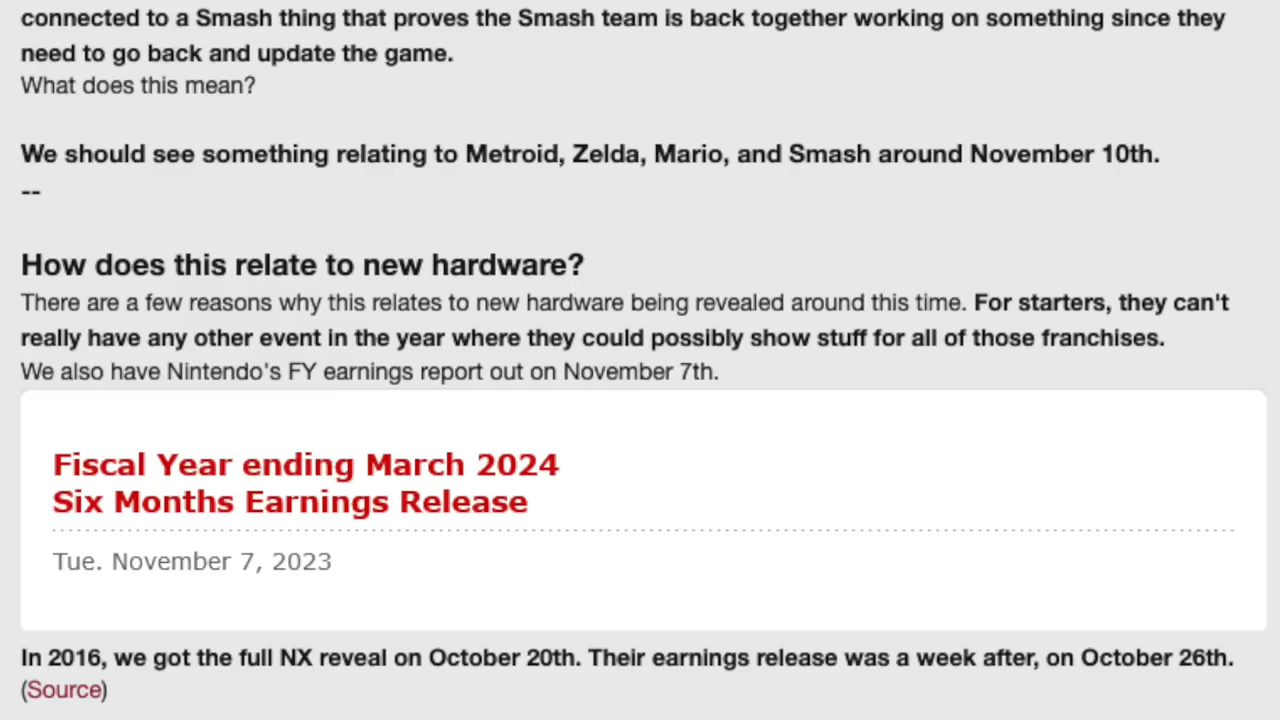 connected to a Smash thing that proves the Smash team is back together working on something since they
need to go back and update the game.
What does this mean?
We should see something relating to Metroid, Zelda, Mario, and Smash around November 10th.
--
How does this relate to new hardware?
There are a few reasons why this relates to new hardware being revealed around this time. For starters, they can't
really have any other event in the year where they could possibly show stuff for all of those franchises.
We also have Nintendo's FY earnings report out on November 7th.
Fiscal Year ending March 2024
Six Months Earnings Release
Tue. November 7, 2023
In 2016, we got the full NX reveal on October 20th. Their earnings release was a week after, on October 26th.
(Source)